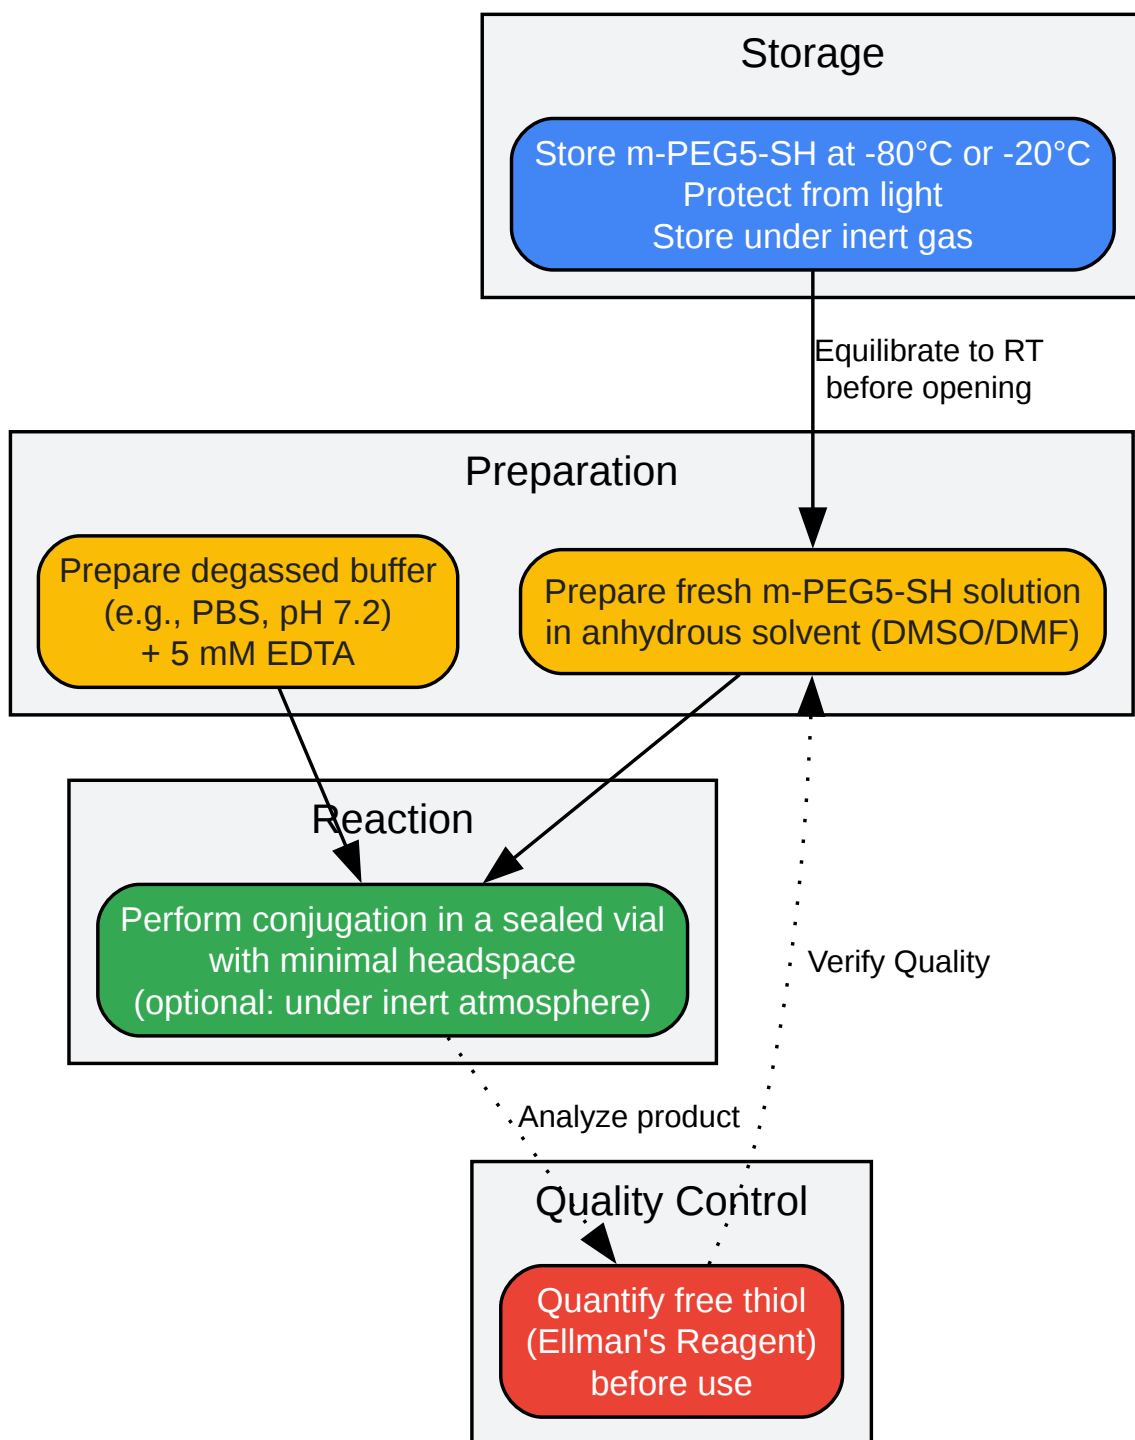 Storage
Store m-PEG5-SH at -80°C or -20°C
Protect from light
Store under inert gas
Equilibrate to RT
before opening
Preparation
Prepare degassed buffer
(e.g., PBS, pH 7.2)
+ 5 mM EDTA
Prepare fresh m-PEG5-SH solution
in anhydrous solvent (DMSO/DMF)
Reaction
Perform conjugation in a sealed vial
with minimal headspace
(optional: under inert atmosphere)
Verify Quality
Analyze product
Quality Control
Quantify free thiol
(Ellman's Reagent)
before use